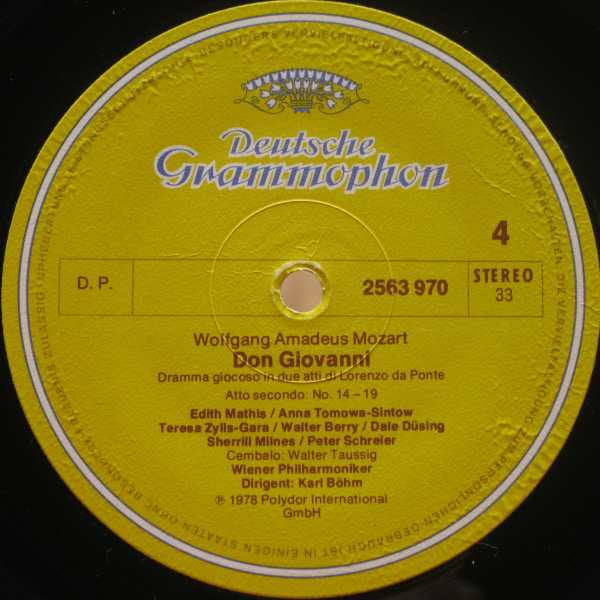 Deutsche
Grammophon
4
D. P.
2563 970
STEREO
33
Wolfgang Amadeus Mozart
Don Giovanni
Dramma giocoso in due atti di Lorenzo da Ponte
Atto secondo: No. 14 – 19
Edith Mathis / Anna Tomowa-Sintow
Teresa Zylis-Gara / Walter Berry / Dale Düsing
Sherrill Milnes / Peter Schreier
Cembalo: Walter Taussig
Wiener Philharmoniker
Dirigent: Karl Böhm
℗ 1978 Polydor International
GmbH